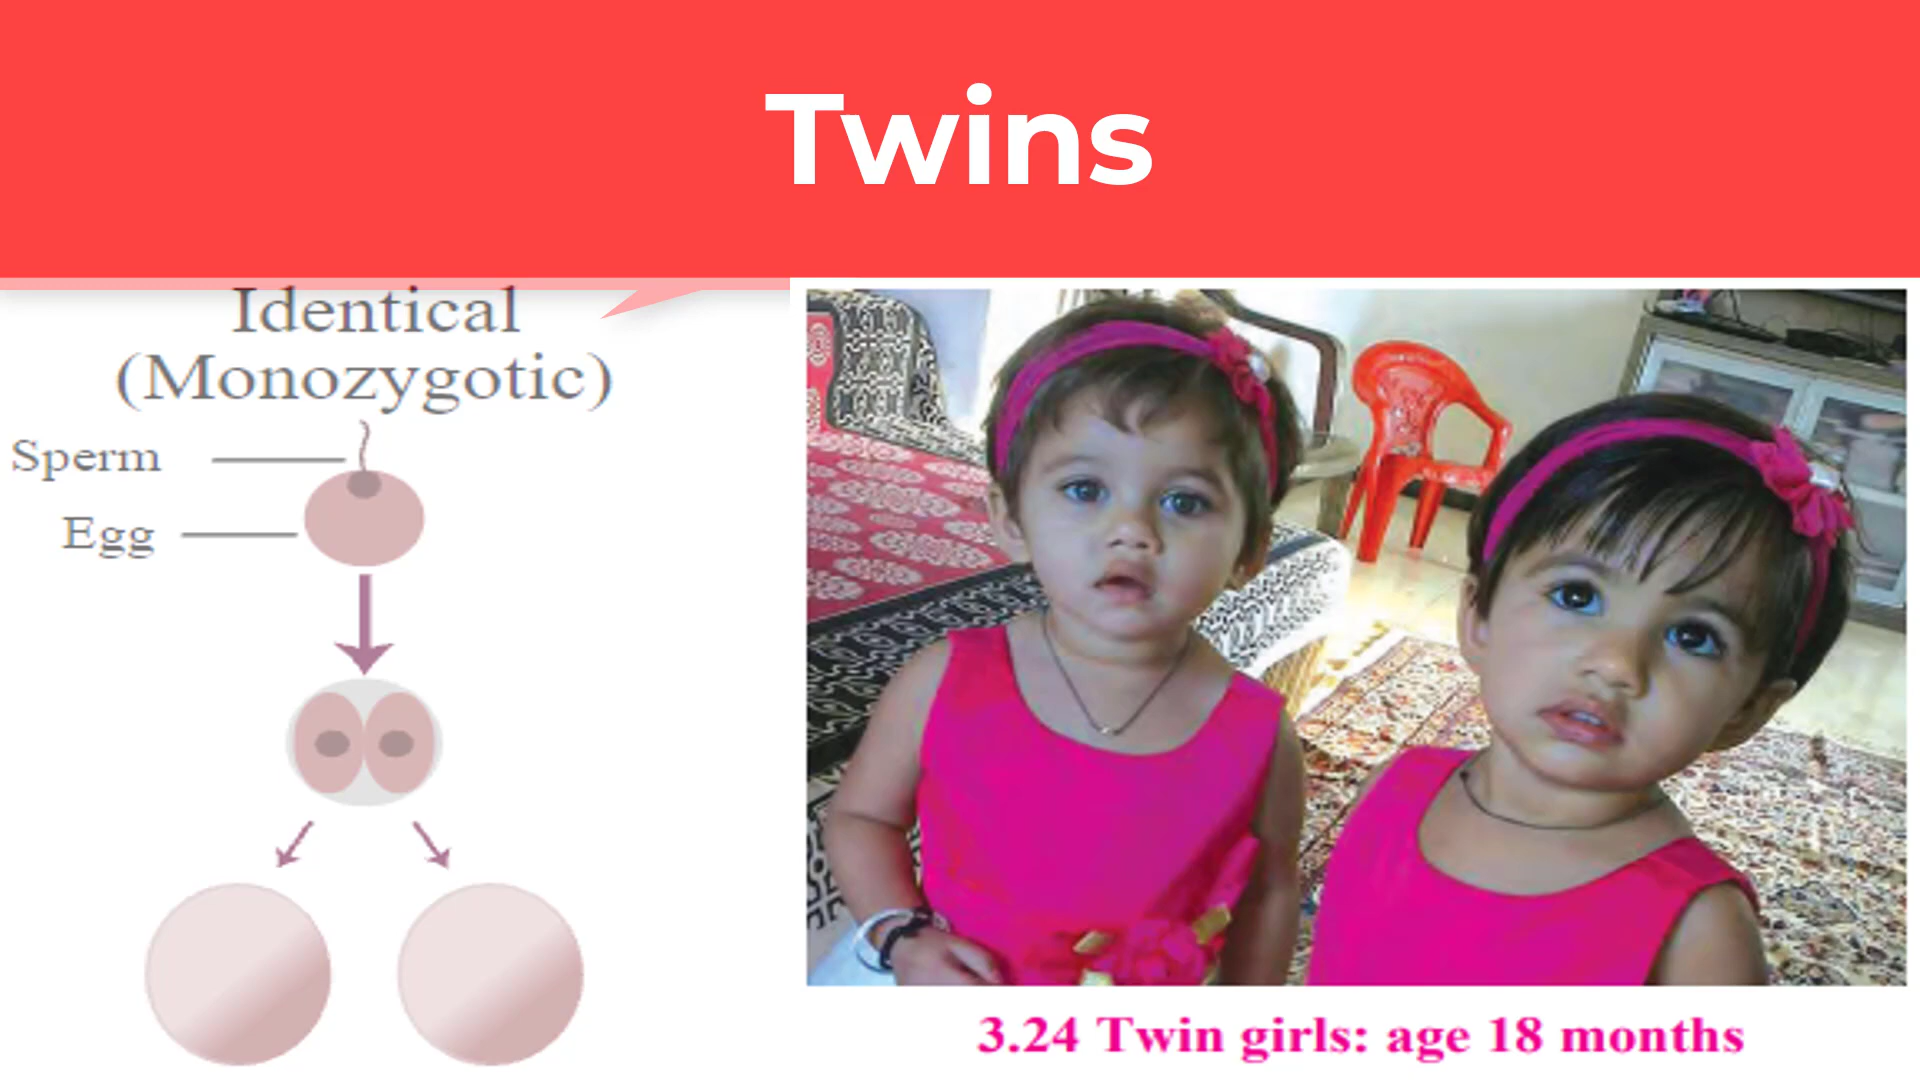 Twins
Identical
(Monozygotic)
Sperm
Egg
3.24 Twin girls: age 18 months